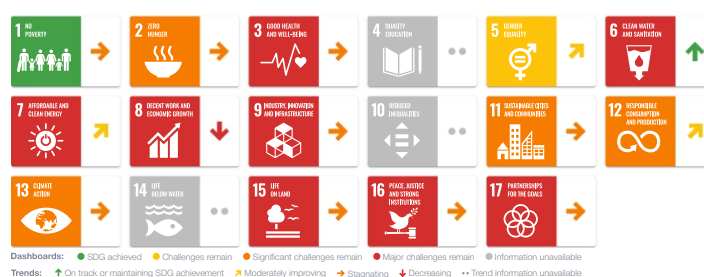 1 NO POVERTY
2 ZERO HUNGER
3 GOOD HEALTH AND WELL-BEING
4 QUALITY EDUCATION
5 GENDER EQUALITY
6 CLEAN WATER AND SANITATION
7 AFFORDABLE AND CLEAN ENERGY
8 DECENT WORK AND ECONOMIC GROWTH
9 INDUSTRY, INNOVATION AND INFRASTRUCTURE
10 REDUCED INEQUALITIES
11 SUSTAINABLE CITIES AND COMMUNITIES
12 RESPONSIBLE CONSUMPTION AND PRODUCTION
13 CLIMATE ACTION
14 LIFE BELOW WATER
15 LIFE ON LAND
16 PEACE, JUSTICE AND STRONG INSTITUTIONS
17 PARTNERSHIPS FOR THE GOALS
Dashboards: SDG achieved Challenges remain Significant challenges remain Major challenges remain Information unavailable
Trends: On track or maintaining SDG achievement Moderately improving Stagnating Decreasing Trend information unavailable